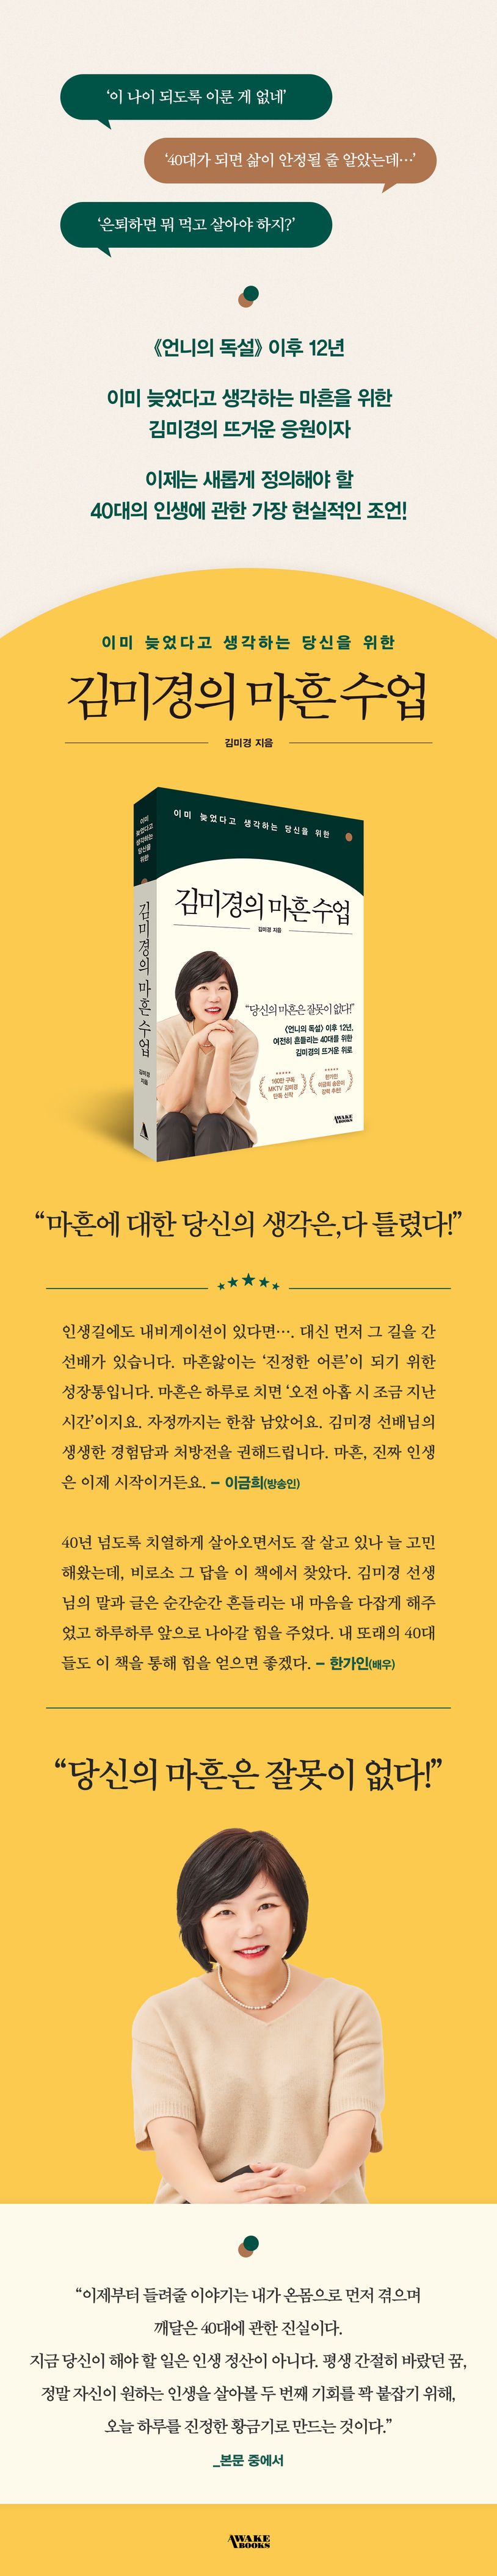 ‘이 나이 되도록 이룬 게 없네’
‘40대가 되면 삶이 안정될 줄 알았는데…’
‘은퇴하면 뭐 먹고 살아야 하지?’
《언니의 독설》 이후 12년
이미 늦었다고 생각하는 마흔을 위한
김미경의 뜨거운 응원이자
이제는 새롭게 정의해야 할
40대의 인생에 관한 가장 현실적인 조언!
이미 늦었다고 생각하는 당신을 위한
김미경의 마흔 수업
김미경 지음
이미
늦었다고
생각하는
당신을
위한
김미경의 마흔 수업
김미경
지음
이미 늦었다고 생각하는 당신을 위한
김미경의 마흔 수업
김미경 지음
“당신의 마흔은 잘못이 없다!”
《언니의 독설》 이후 12년,
여전히 흔들리는 40대를 위한
김미경의 뜨거운 위로
160만 구독
MKTV 김미경
단독 신작
한가인
이금희 송은이
강력 추천!
AWAKE
BOOKS
“마흔에 대한 당신의 생각은, 다 틀렸다!”
인생길에도 내비게이션이 있다면…. 대신 먼저 그 길을 간
선배가 있습니다. 마흔앓이는 ‘진정한 어른’이 되기 위한
성장통입니다. 마흔은 하루로 치면 ‘오전 아홉 시 조금 지난
시간’이지요. 자정까지는 한참 남았어요. 김미경 선배님의
생생한 경험담과 처방전을 권해드립니다. 마흔, 진짜 인생
은 이제 시작이거든요. – 이금희(방송인)
40년 넘도록 치열하게 살아오면서도 잘 살고 있나 늘 고민
해왔는데, 비로소 그 답을 이 책에서 찾았다. 김미경 선생
님의 말과 글은 순간순간 흔들리는 내 마음을 다잡게 해주
었고 하루하루 앞으로 나아갈 힘을 주었다. 내 또래의 40대
들도 이 책을 통해 힘을 얻으면 좋겠다. – 한가인(배우)
“당신의 마흔은 잘못이 없다!”
“이제부터 들려줄 이야기는 내가 온몸으로 먼저 겪으며
깨달은 40대에 관한 진실이다.
지금 당신이 해야 할 일은 인생 정산이 아니다. 평생 간절히 바랐던 꿈,
정말 자신이 원하는 인생을 살아볼 두 번째 기회를 꽉 붙잡기 위해,
오늘 하루를 진정한 황금기로 만드는 것이다.”
_본문 중에서
AWAKE
BOOKS